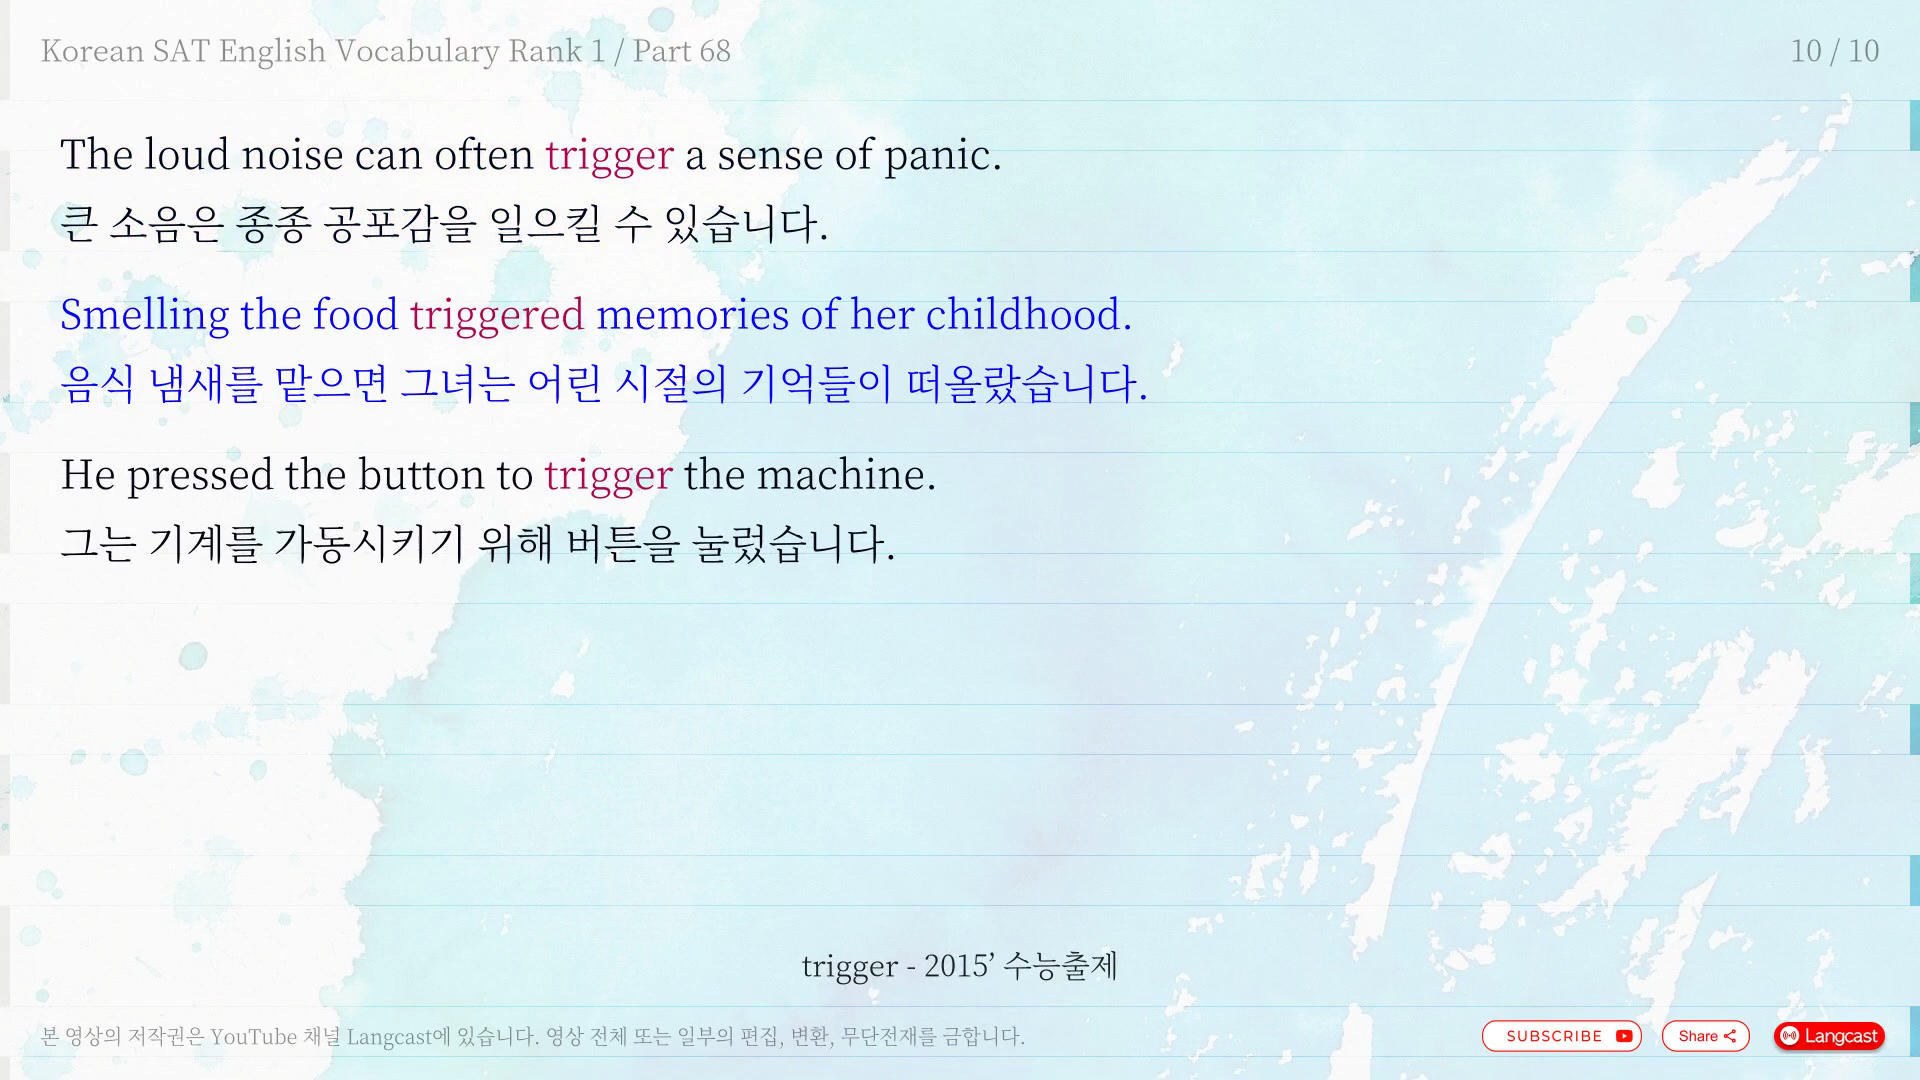 Korean SAT English Vocabulary Rank 1 / Part 68
10 / 10
The loud noise can often trigger a sense of panic.
큰 소음은 종종 공포감을 일으킬 수 있습니다.
Smelling the food triggered memories of her childhood.
음식 냄새를 맡으면 그녀는 어린 시절의 기억들이 떠올랐습니다.
He pressed the button to trigger the machine.
그는 기계를 가동시키기 위해 버튼을 눌렀습니다.
trigger - 2015’ 수능출제
본 영상의 저작권은 YouTube 채널 Langcast에 있습니다. 영상 전체 또는 일부의 편집, 변환, 무단전재를 금합니다.
SUBSCRIBE
Share
Langcast